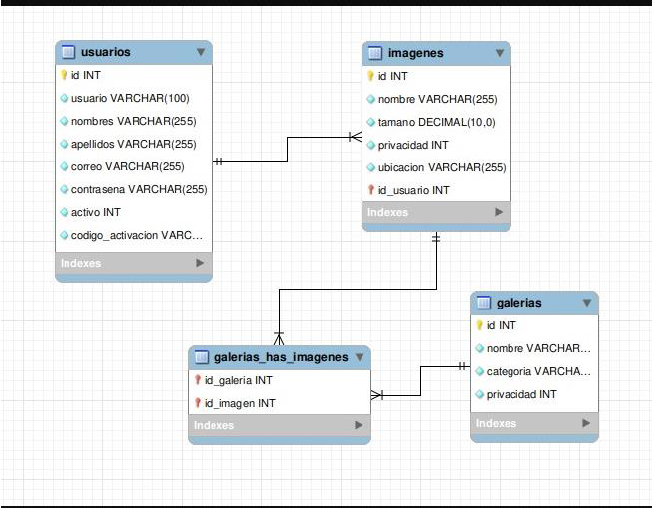 usuarios
id INT
usuario VARCHAR(100)
nombres VARCHAR(255)
apellidos VARCHAR(255)
correo VARCHAR(255)
contrasena VARCHAR(255)
activo INT
codigo_activacion VARC...
Indexes
imagenes
id INT
nombre VARCHAR(255)
tamano DECIMAL(10,0)
privacidad INT
ubicacion VARCHAR(255)
id_usuario INT
Indexes
galerias_has_imagenes
id_galeria INT
id_imagen INT
Indexes
galerias
id INT
nombre VARCHAR...
categoria VARCHA...
privacidad INT
Indexes